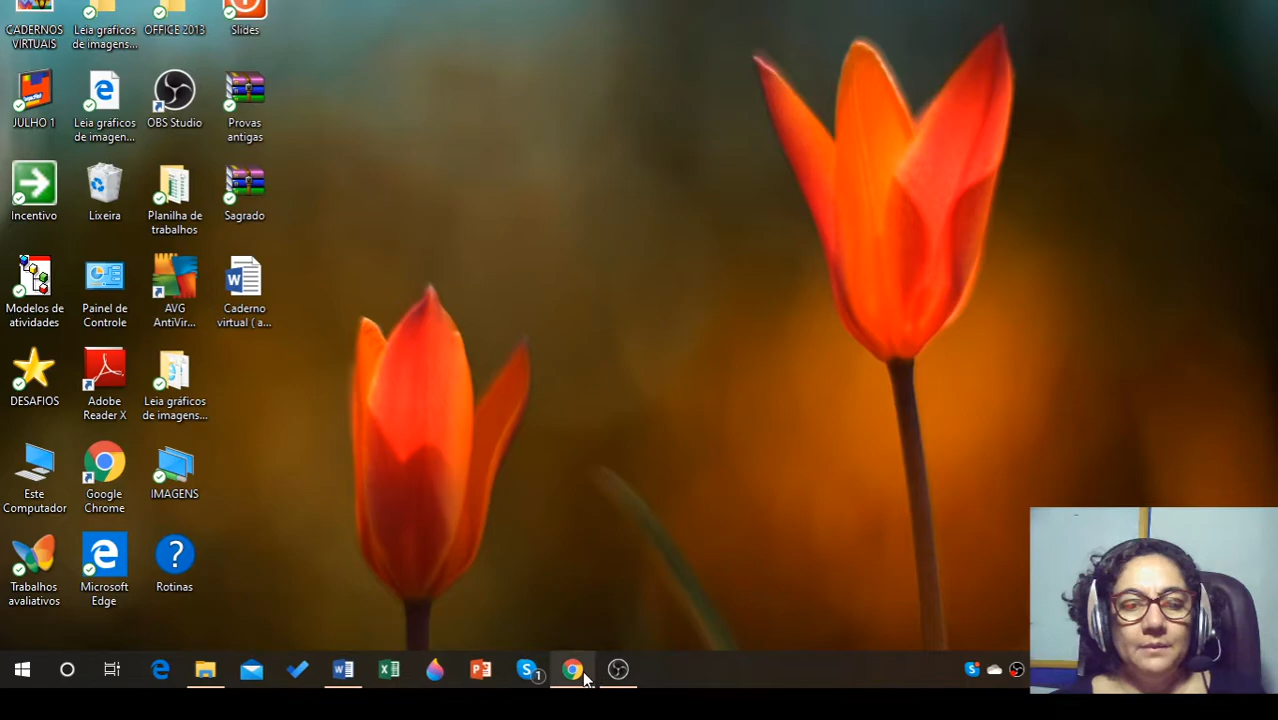 CADERNOS
VIRTUAIS
Leia gráficos
de imagens...
OFFICE 2013
Slides
JULHO 1
Leia gráficos
de imagen...
OBS Studio
Provas
antigas
Incentivo
Lixeira
Planilha de
trabalhos
Sagrado
Modelos de
atividades
Painel de
Controle
AVG
AntiVir...
Caderno
virtual ( a...
DESAFIOS
Adobe
Reader X
Leia gráficos
de imagens...
Este
Computador
Google
Chrome
IMAGENS
Trabalhos
avaliativos
Microsoft
Edge
Rotinas
1